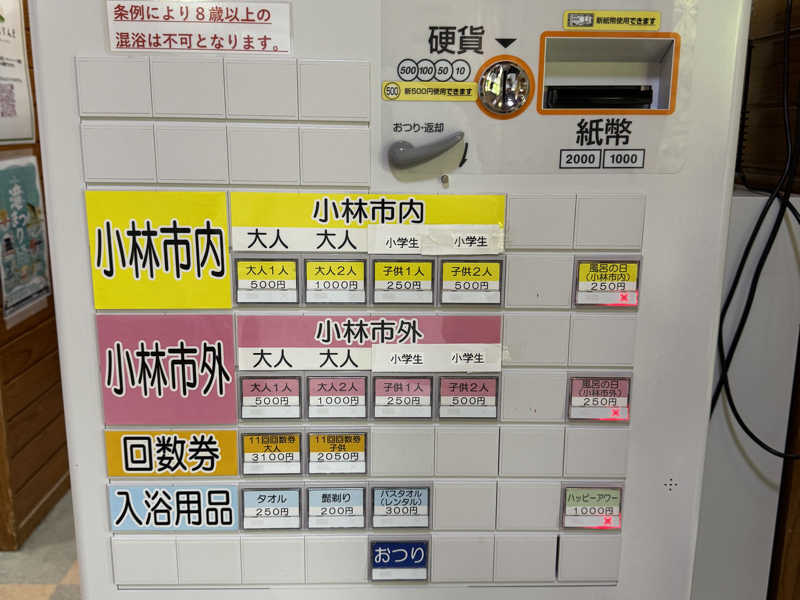 条例により８歳以上の
混浴は不可となります。
硬貨
500 100 50 10
500 新500円使用できます
新紙幣使用できます
おつり・返却
紙幣
2000 1000
小林市内
小林市内
大人 大人 小学生 小学生
大人1人
500円
大人2人
1000円
子供1人
250円
子供2人
500円
風呂の日
(小林市内)
250円
小林市外
小林市外
大人 大人 小学生 小学生
大人1人
500円
大人2人
1000円
子供1人
250円
子供2人
500円
風呂の日
(小林市外)
250円
回数券
11回回数券
大人
3100円
11回回数券
子供
2050円
入浴用品
タオル
250円
髭剃り
200円
バスタオル
(レンタル)
300円
ハッピーアワー
1000円
おつり